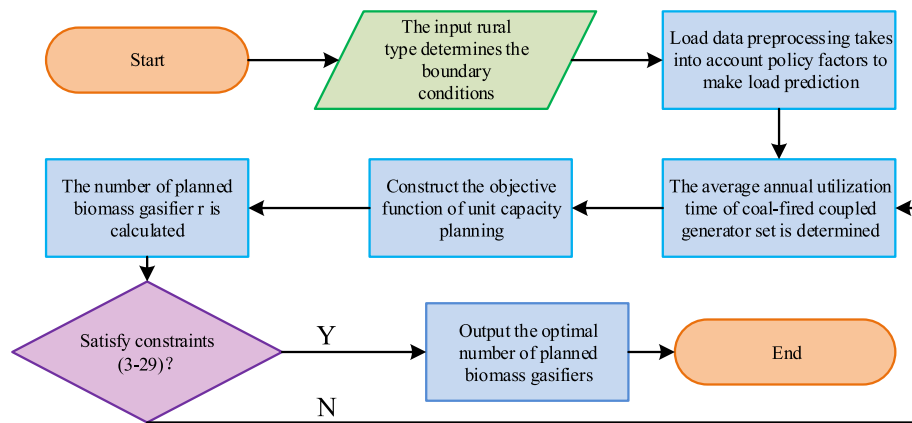 Start
The input rural
type determines the
boundary
conditions
Load data preprocessing takes
into account policy factors to
make load prediction
The number of planned
biomass gasifier r is
calculated
Construct the objective
function of unit capacity
planning
The average annual utilization
time of coal-fired coupled
generator set is determined
Satisfy constraints
(3-29)?
Y
Output the optimal
number of planned
biomass gasifiers
End
N